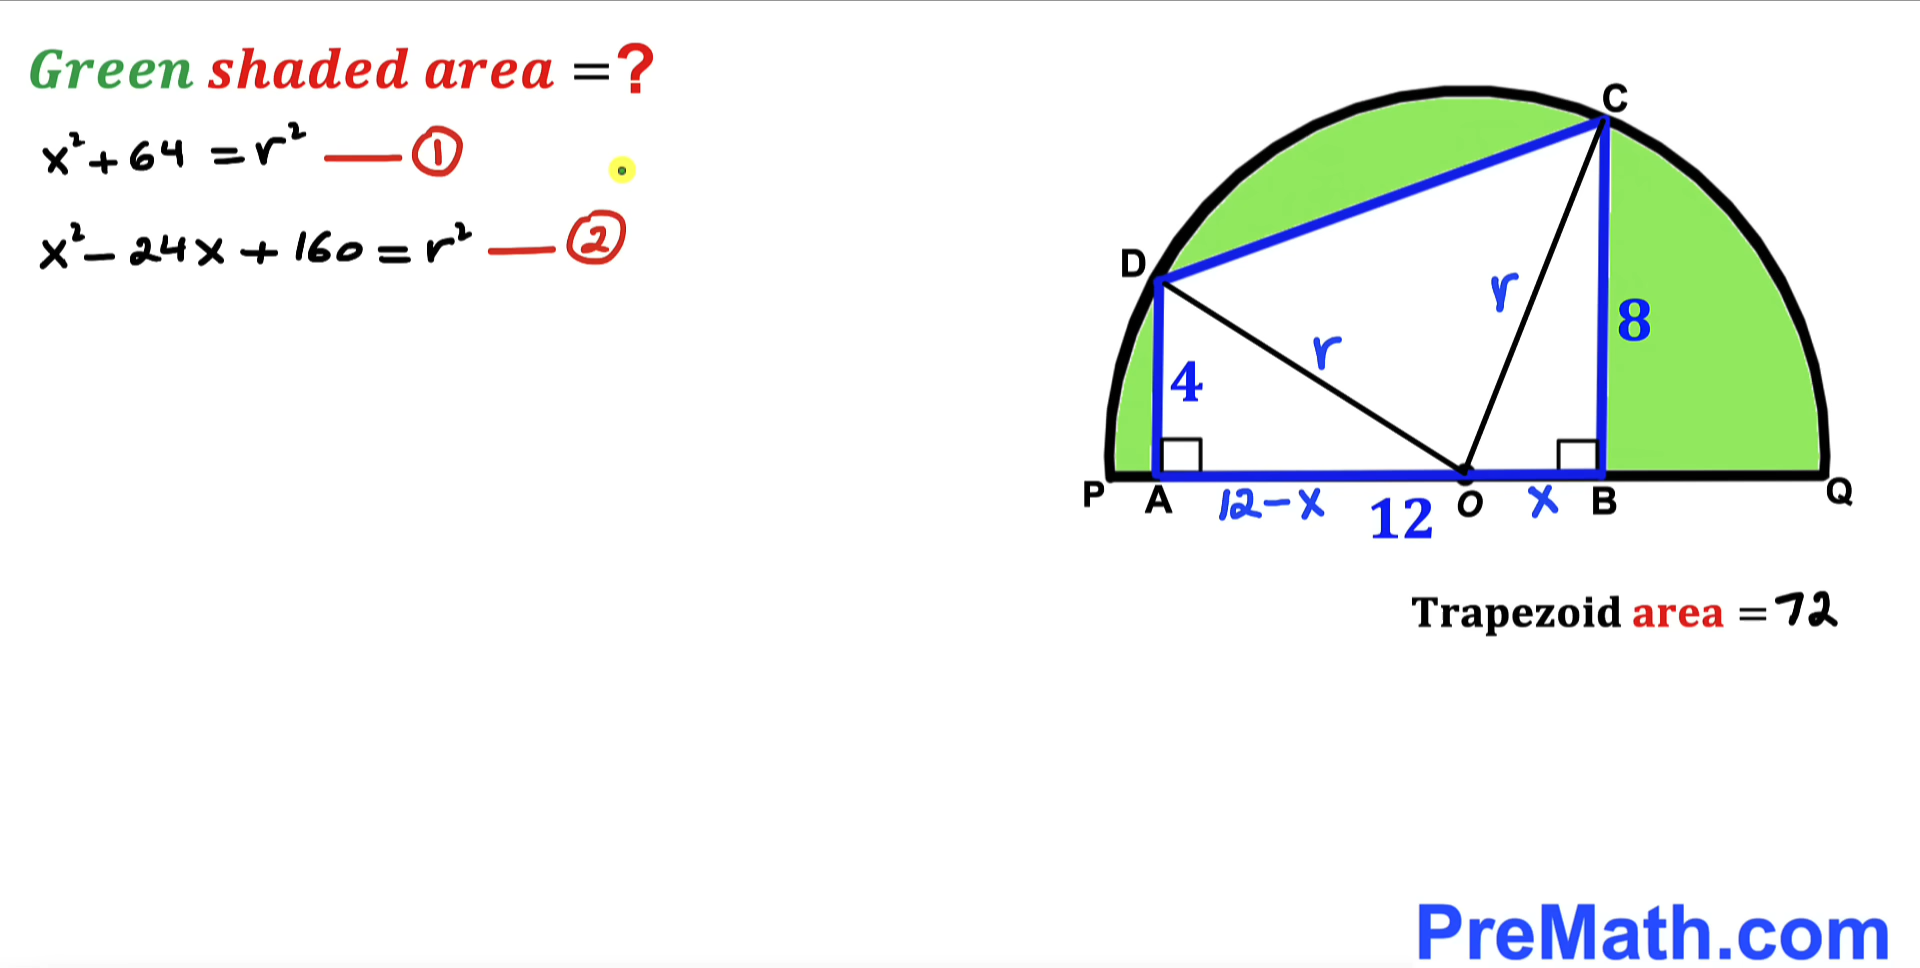 Green shaded area =?
x²+64 =r² — ①
x²- 24x + 160 = r² — ②
C
D
r
r
8
4
P
A
12-x
12
O
x
B
Q
Trapezoid area =72
PreMath.com